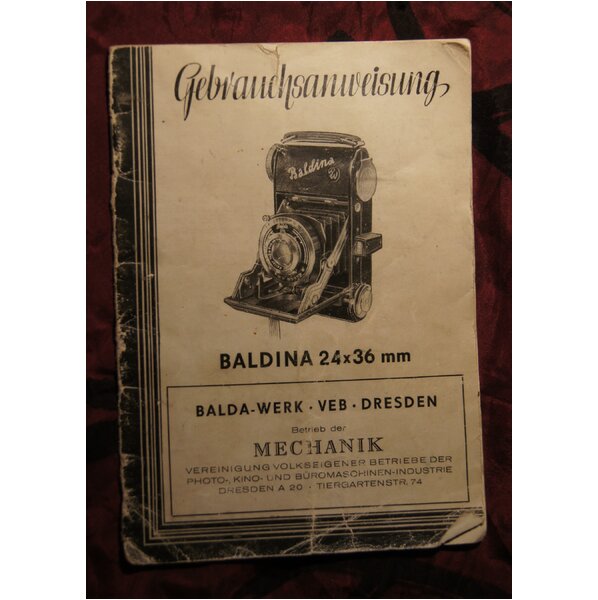 Gebrauchsanweisung
Baldina
BALDINA 24x36 mm
BALDA-WERK · VEB · DRESDEN
Betrieb der
MECHANIK
VEREINIGUNG VOLKSEIGENER BETRIEBE DER
PHOTO-, KINO- UND BÜROMASCHINEN-INDUSTRIE
DRESDEN A 20 · TIERGARTENSTR. 74